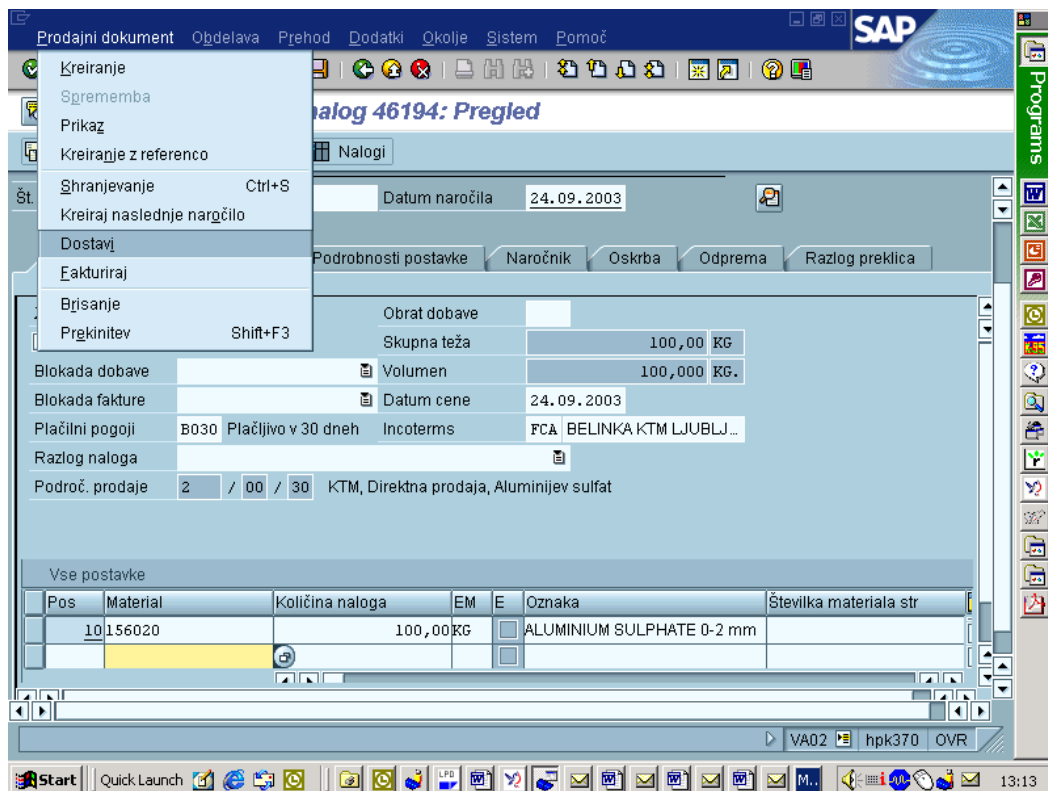 Prodajni dokument Obdelava Prehod Dodatki Okolje Sistem Pomoč
SAP
Kreiranje
Sprememba
Prikaz
Kreiranje z referenco
Shranjevanje Ctrl+S
Kreiraj naslednje naročilo
Dostavi
Fakturiraj
Brisanje
Prekinitev Shift+F3
nalog 46194: Pregled
Nalogi
Št. Datum naročila 24.09.2003
Podrobnosti postavke Naročnik Oskrba Odprema Razlog preklica
Obrat dobave
Skupna teža 100,00 KG
Blokada dobave Volumen 100,000 KG.
Blokada fakture Datum cene 24.09.2003
Plačilni pogoji B030 Plačljivo v 30 dneh Incoterms FCA BELINKA KTM LJUBLJ...
Razlog naloga
Področ. prodaje 2 / 00 / 30 KTM, Direktna prodaja, Aluminijev sulfat
Vse postavke
Pos Material Količina naloga EM E Oznaka Številka materiala str
10 156020 100,00 KG ALUMINIUM SULPHATE 0-2 mm
VA02 hpk370 OVR
Start Quick Launch M.. 13:13
Programs